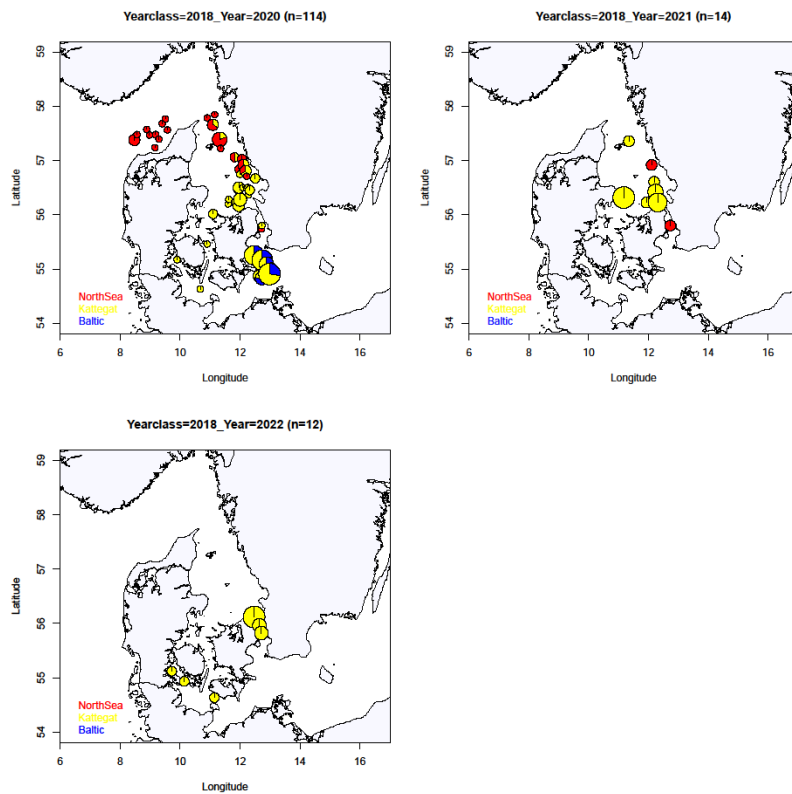 Yearclass=2018_Year=2020 (n=114)
59
58
57
56
55
54
Latitude
NorthSea
Kattegat
Baltic
6
8
10
12
14
16
Longitude
Yearclass=2018_Year=2021 (n=14)
59
58
57
56
55
54
Latitude
NorthSea
Kattegat
Baltic
6
8
10
12
14
16
Longitude
Yearclass=2018_Year=2022 (n=12)
59
58
57
56
55
54
Latitude
NorthSea
Kattegat
Baltic
6
8
10
12
14
16
Longitude